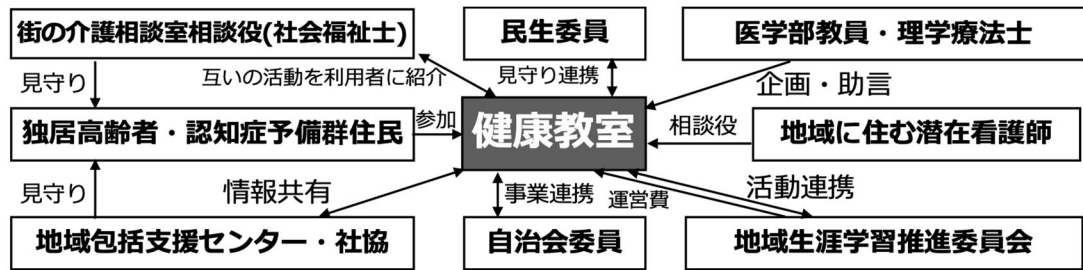 街の介護相談室相談役(社会福祉士)
民生委員
医学部教員・理学療法士
見守り
互いの活動を利用者に紹介
見守り連携
企画・助言
独居高齢者・認知症予備群住民
参加
健康教室
相談役
地域に住む潜在看護師
見守り
情報共有
事業連携
運営費
活動連携
地域包括支援センター・社協
自治会委員
地域生涯学習推進委員会